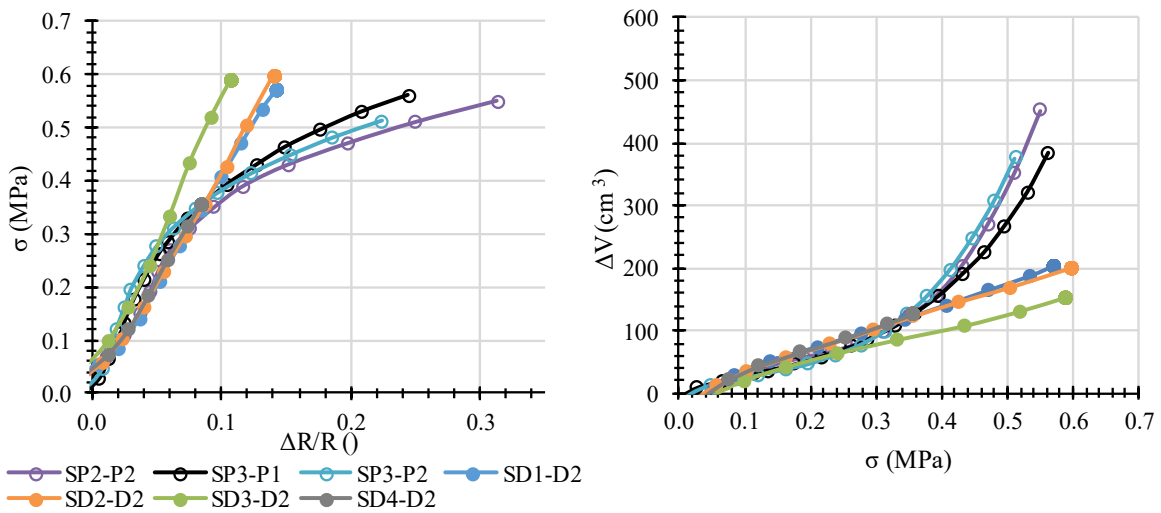 0.7
0.6
0.5
0.4
0.3
0.2
0.1
0.0
σ (MPa)
0.0 0.1 0.2 0.3
ΔR/R ()
600
500
400
300
200
100
0
ΔV (cm ³)
0.0 0.1 0.2 0.3 0.4 0.5 0.6 0.7
σ (MPa)
SP2-P2 SP3-P1 SP3-P2 SD1-D2
SD2-D2 SD3-D2 SD4-D2